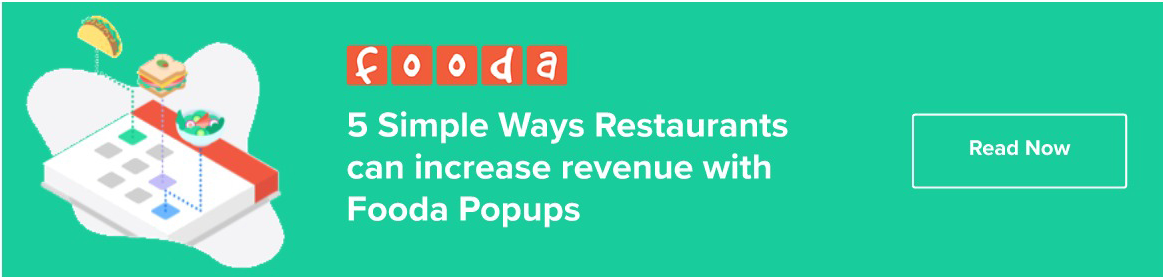 fooda
5 Simple Ways Restaurants
can increase revenue with
Fooda Popups
Read Now